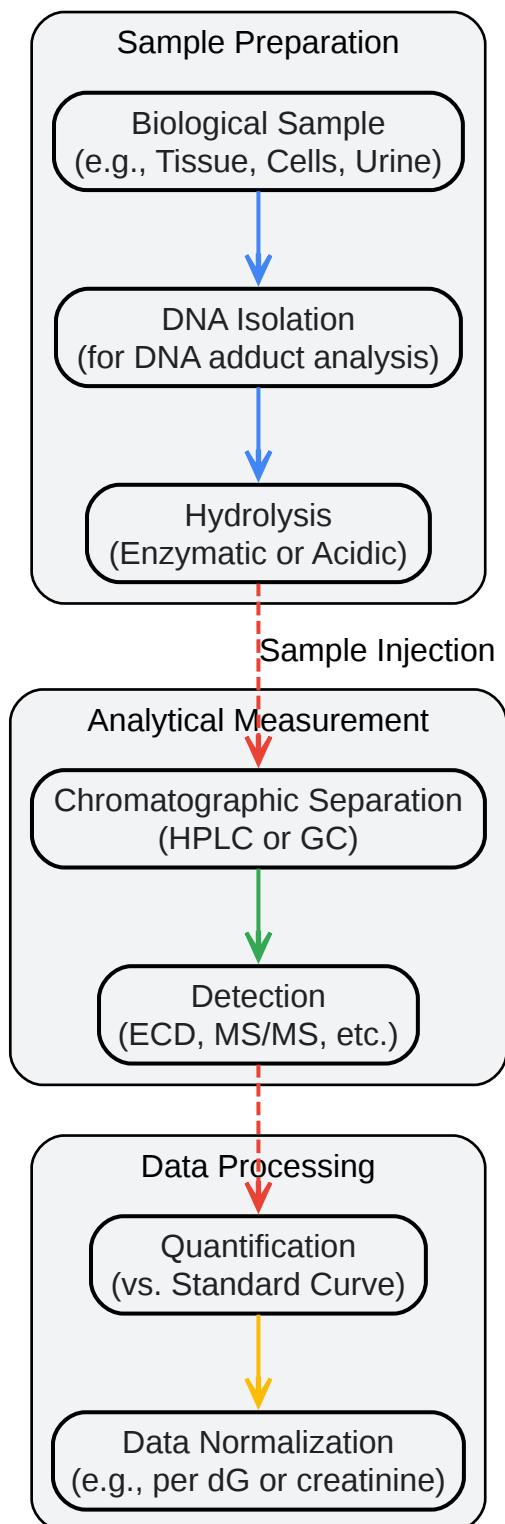 Sample Preparation
Biological Sample
(e.g., Tissue, Cells, Urine)
DNA Isolation
(for DNA adduct analysis)
Hydrolysis
(Enzymatic or Acidic)
Sample Injection
Analytical Measurement
Chromatographic Separation
(HPLC or GC)
Detection
(ECD, MS/MS, etc.)
Data Processing
Quantification
(vs. Standard Curve)
Data Normalization
(e.g., per dG or creatinine)